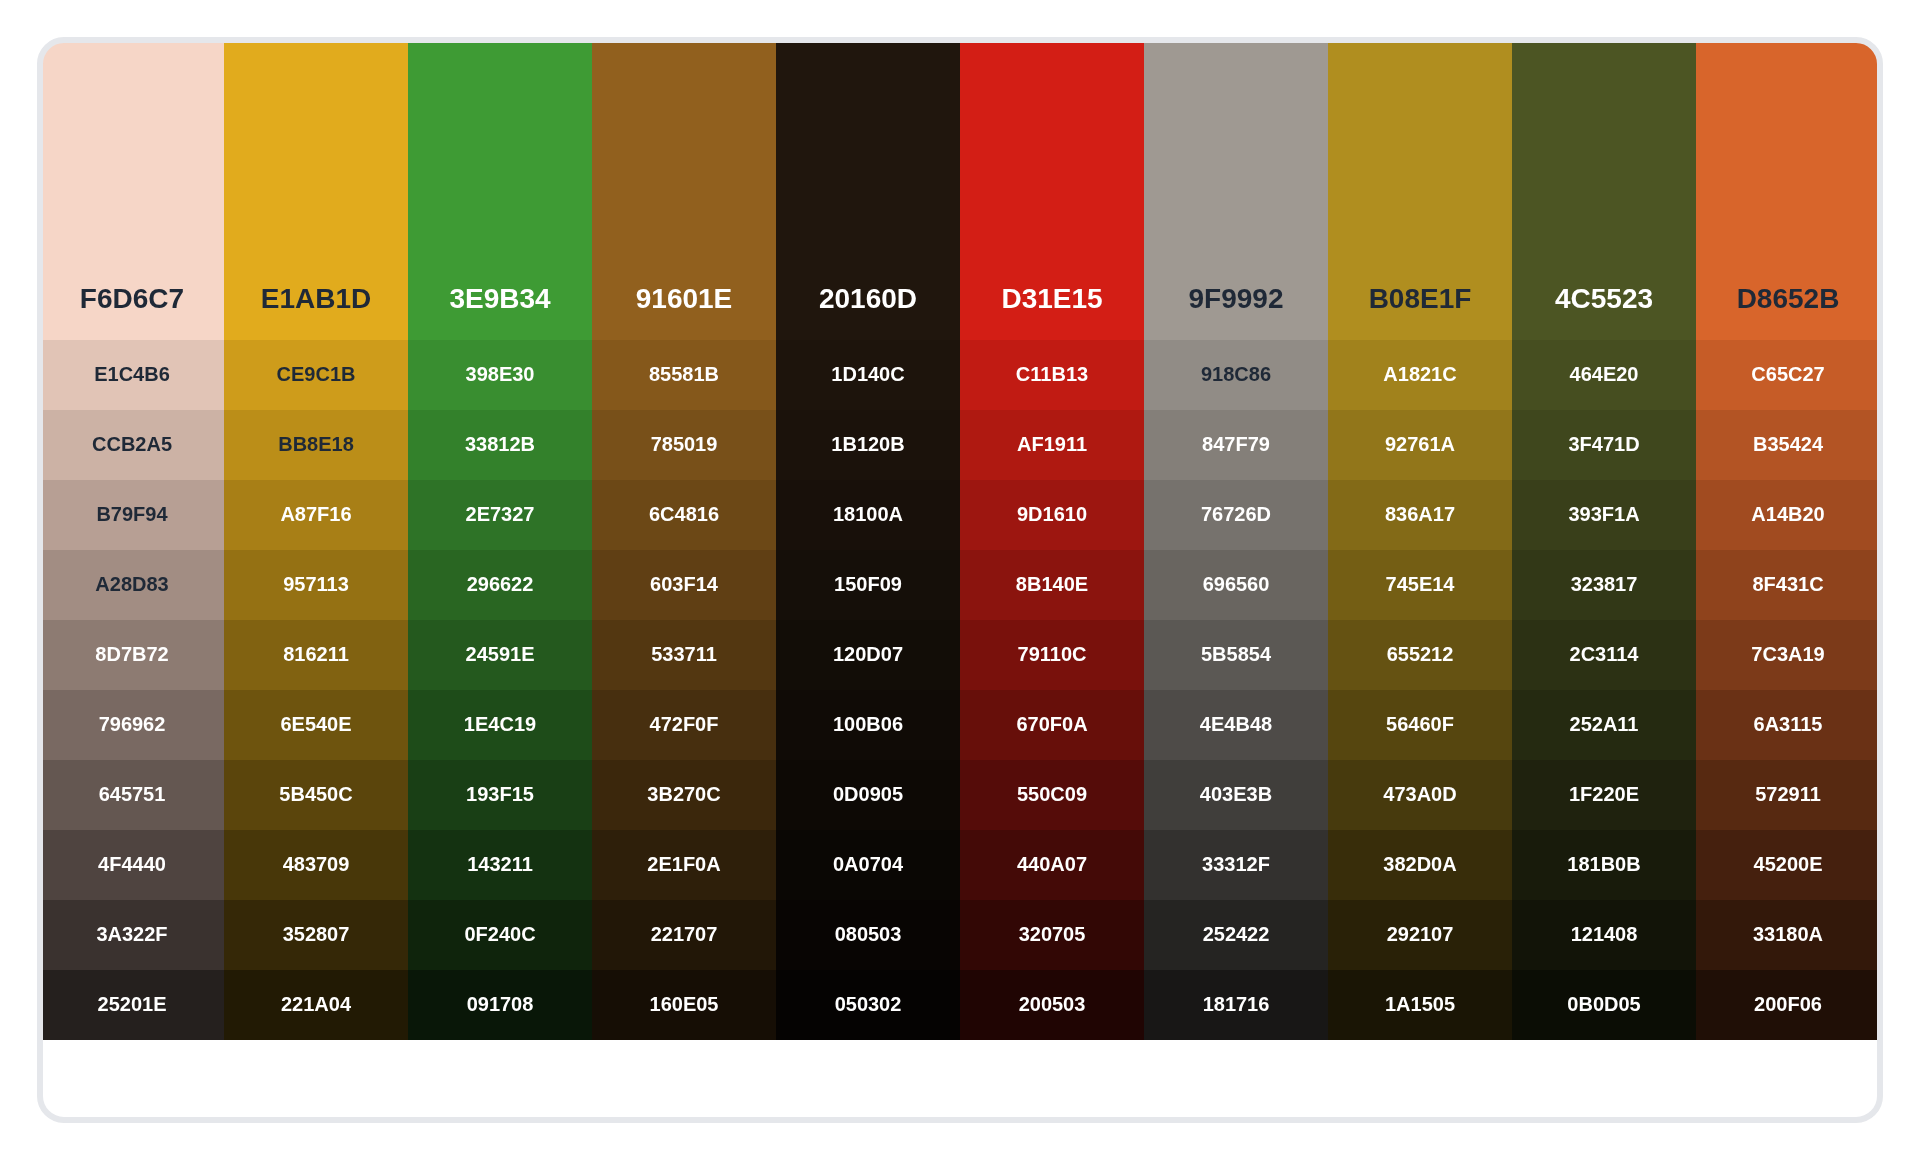 F6D6C7 E1AB1D 3E9B34 91601E 20160D D31E15 9F9992 B08E1F 4C5523 D8652B
E1C4B6 CE9C1B 398E30 85581B 1D140C C11B13 918C86 A1821C 464E20 C65C27
CCB2A5 BB8E18 33812B 785019 1B120B AF1911 847F79 92761A 3F471D B35424
B79F94 A87F16 2E7327 6C4816 18100A 9D1610 76726D 836A17 393F1A A14B20
A28D83 957113 296622 603F14 150F09 8B140E 696560 745E14 323817 8F431C
8D7B72 816211 24591E 533711 120D07 79110C 5B5854 655212 2C3114 7C3A19
796962 6E540E 1E4C19 472F0F 100B06 670F0A 4E4B48 56460F 252A11 6A3115
645751 5B450C 193F15 3B270C 0D0905 550C09 403E3B 473A0D 1F220E 572911
4F4440 483709 143211 2E1F0A 0A0704 440A07 33312F 382D0A 181B0B 45200E
3A322F 352807 0F240C 221707 080503 320705 252422 292107 121408 33180A
25201E 221A04 091708 160E05 050302 200503 181716 1A1505 0B0D05 200F06